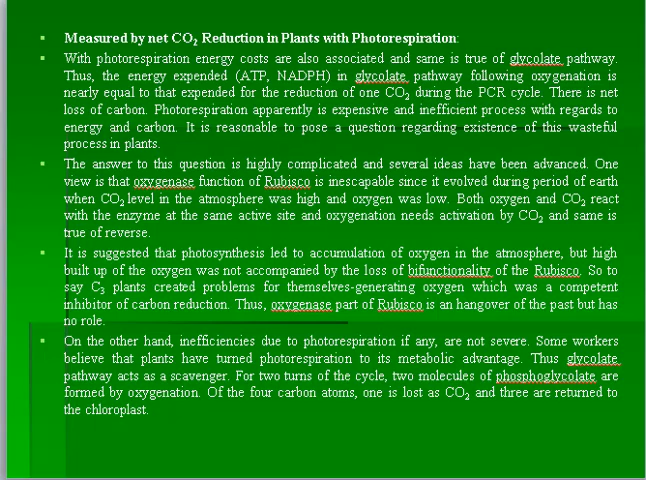 Measured by net CO₂ Reduction in Plants with Photorespiration:
With photorespiration energy costs are also associated and same is true of glycolate pathway.
Thus, the energy expended (ATP, NADPH) in glycolate pathway following oxygenation is
nearly equal to that expended for the reduction of one CO₂ during the PCR cycle. There is net
loss of carbon. Photorespiration apparently is expensive and inefficient process with regards to
energy and carbon. It is reasonable to pose a question regarding existence of this wasteful
process in plants.
The answer to this question is highly complicated and several ideas have been advanced. One
view is that oxygenase function of Rubisco is inescapable since it evolved during period of earth
when CO₂ level in the atmosphere was high and oxygen was low. Both oxygen and CO₂ react
with the enzyme at the same active site and oxygenation needs activation by CO₂ and same is
true of reverse.
It is suggested that photosynthesis led to accumulation of oxygen in the atmosphere, but high
built up of the oxygen was not accompanied by the loss of bifunctionality of the Rubisco. So to
say C₃ plants created problems for themselves-generating oxygen which was a competent
inhibitor of carbon reduction. Thus, oxygenase part of Rubisco is an hangover of the past but has
no role.
On the other hand, inefficiencies due to photorespiration if any, are not severe. Some workers
believe that plants have turned photorespiration to its metabolic advantage. Thus glycolate
pathway acts as a scavenger. For two turns of the cycle, two molecules of phosphoglycolate are
formed by oxygenation. Of the four carbon atoms, one is lost as CO₂ and three are returned to
the chloroplast.